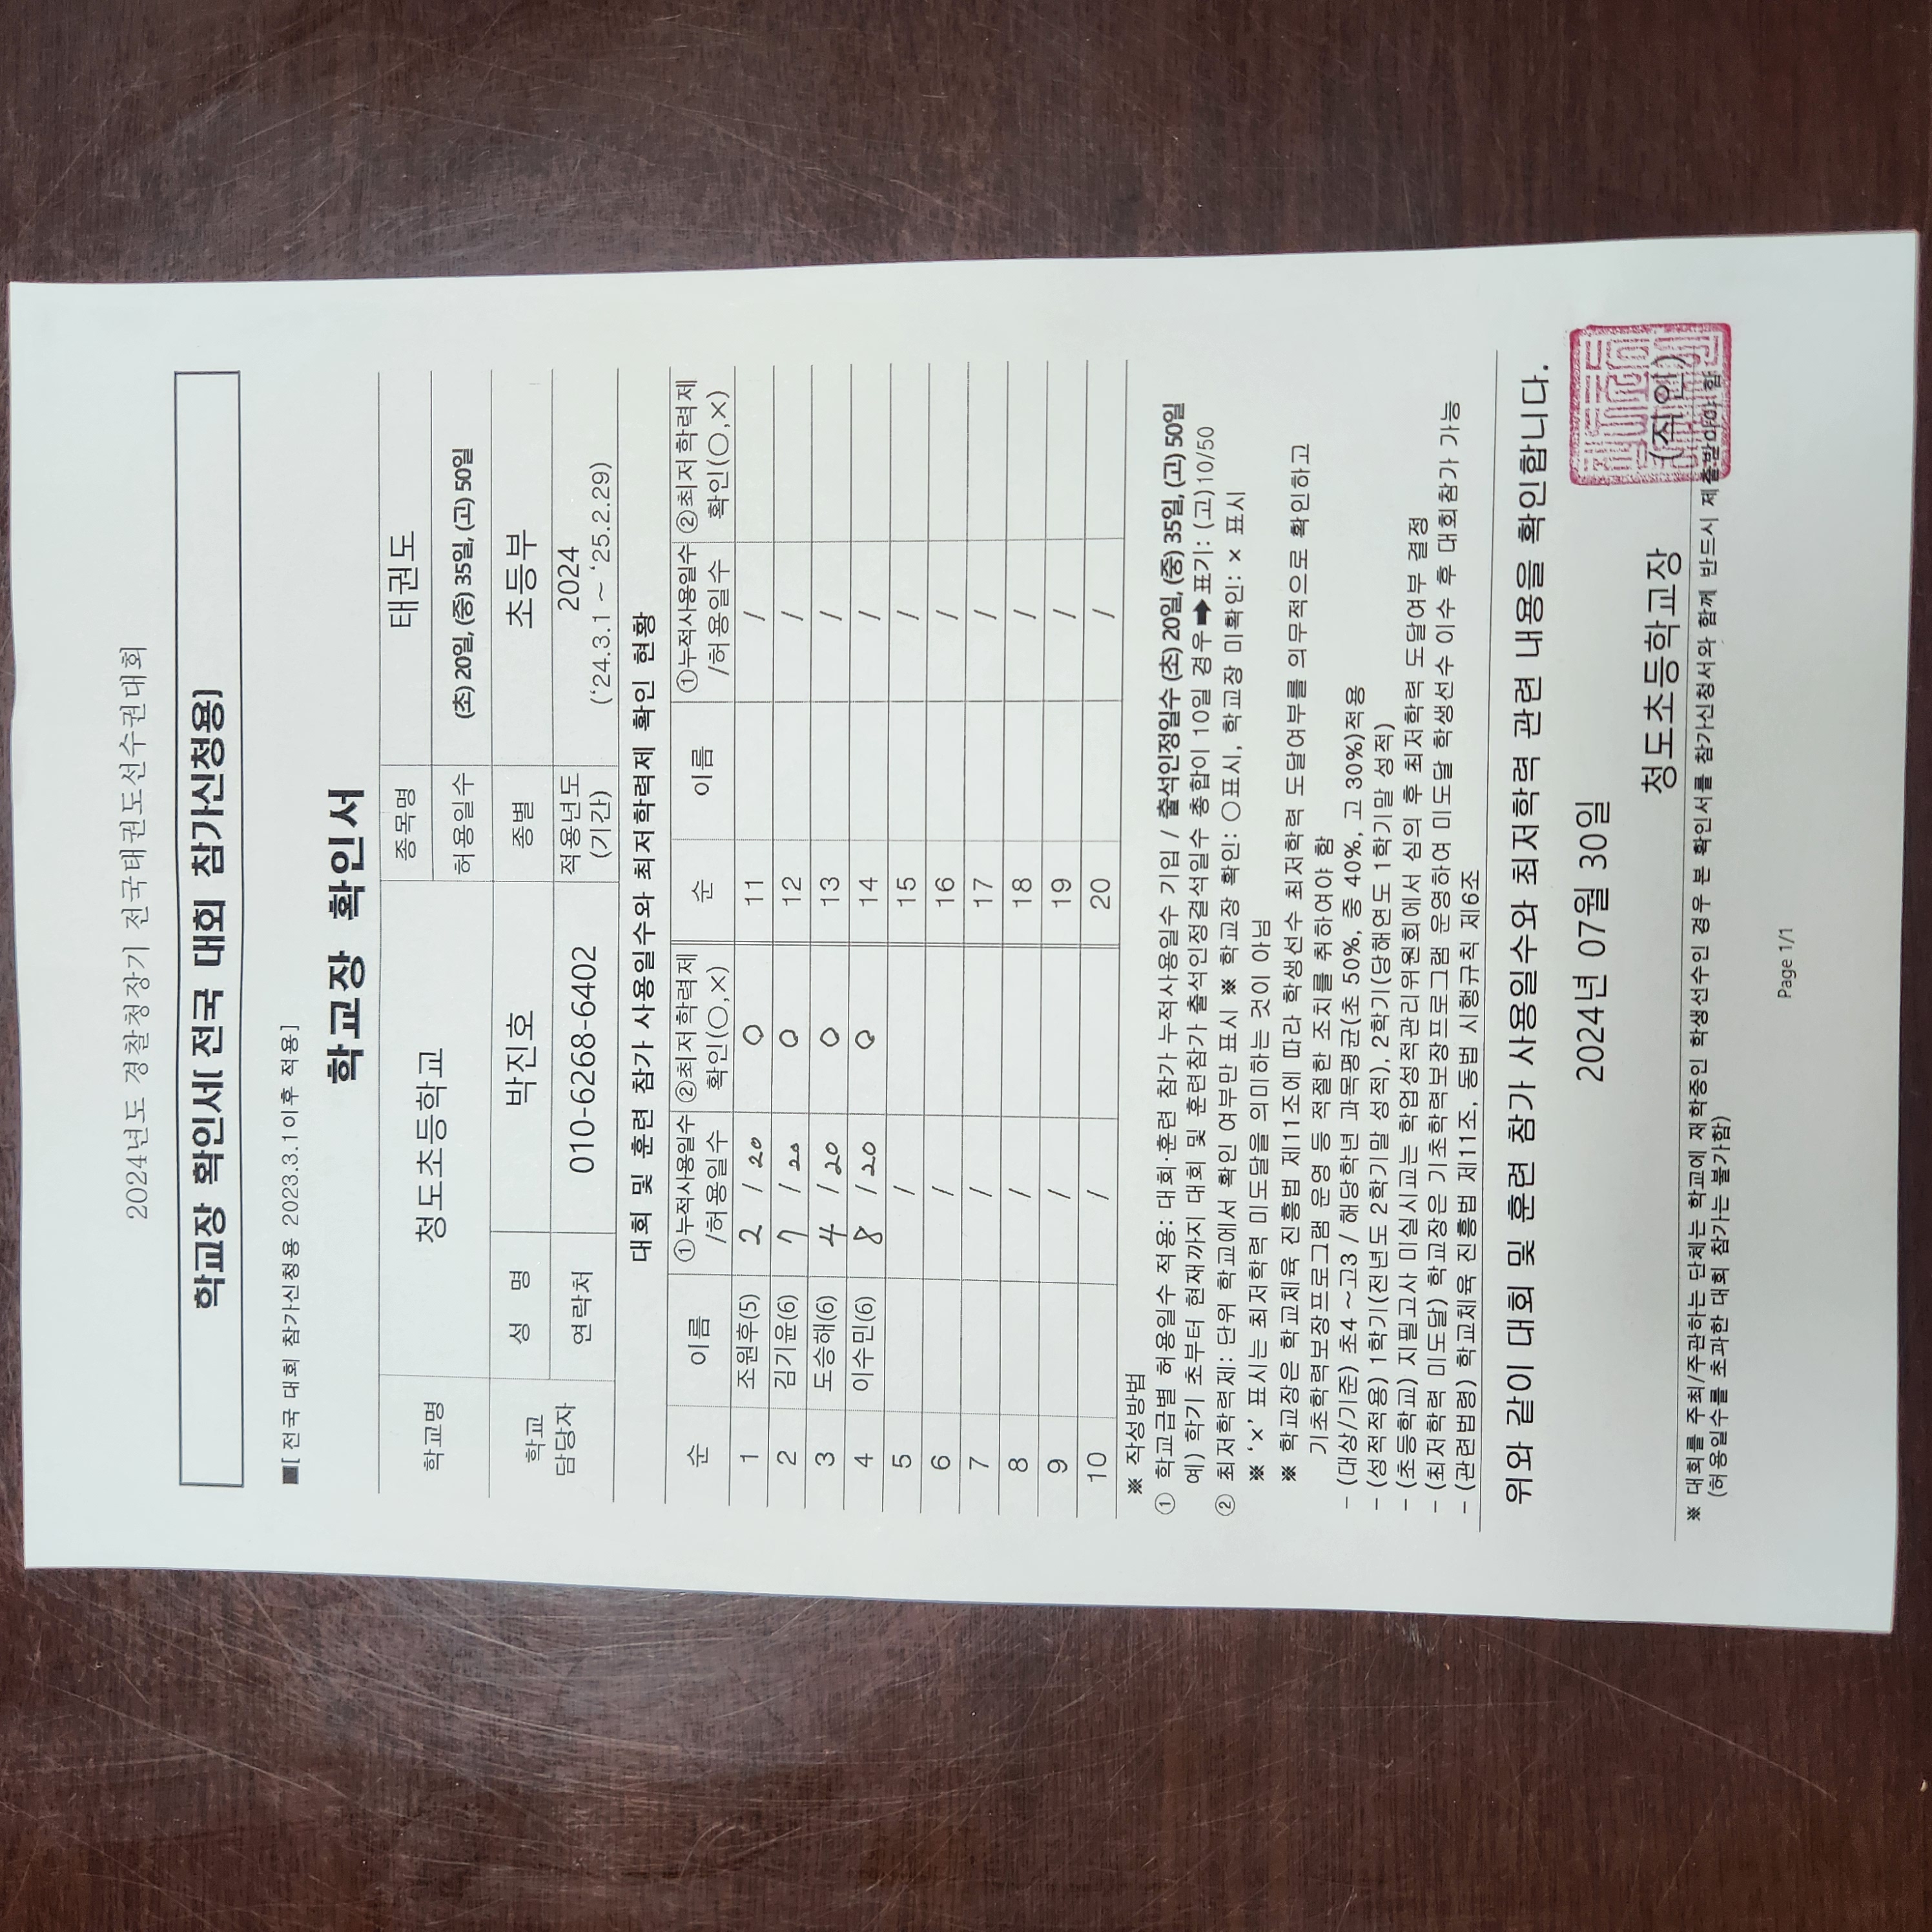 2024년도 경찰청장기 전국태권도선수권대회
학교장 확인서[전국 대회 참가신청용]
■[전국 대회 참가신청용 2023.3.1이후 적용]
학교장 확인서
학교명 청도초등학교 종목명 태권도
허용일수 (초) 20일, (중) 35일, (고) 50일
학교 담당자 성 명 박진호 종별 초등부
연락처 010-6268-6402 적용년도 (기간) 2024 ('24.3.1 ~ '25.2.29)
대회 및 훈련 참가 사용일수와 최저학력제 확인 현황
순 이름 ①누적사용일수 /허용일수 ②최저학력제 확인(○,×) 순 이름 ①누적사용일수 /허용일수 ②최저학력제 확인(○,×)
1 조원후(5) 2 / 20 ○ 11 /
2 김기윤(6) 7 / 20 ○ 12 /
3 도승해(6) 4 / 20 ○ 13 /
4 이수민(6) 8 / 20 ○ 14 /
5 / 15 /
6 / 16 /
7 / 17 /
8 / 18 /
9 / 19 /
10 / 20 /
※ 작성방법
① 학교급별 허용일수 적용: 대회·훈련 참가 누적사용일수 기입 / 출석인정일수 (초) 20일, (중) 35일, (고) 50일
예) 학기 초부터 현재까지 대회 및 훈련참가 출석인정결석일수 총합이 10일 경우 ➡ 표기: (고)10/50
② 최저학력제: 단위 학교에서 확인 여부만 표시 ※ 학교장 확인: ○표시, 학교장 미확인: × 표시
※ '×' 표시는 최저학력 미도달을 의미하는 것이 아님
※ 학교장은 학교체육 진흥법 제11조에 따라 학생선수 최저학력 도달여부를 의무적으로 확인하고
기초학력보장프로그램 운영 등 적절한 조치를 취하여야 함
- (대상/기준) 초4 ~고3 / 해당학년 과목평균(초 50%, 중 40%, 고 30%)적용
- (성적적용) 1학기(전년도 2학기말 성적), 2학기(당해연도 1학기말 성적)
- (초등학교) 지필고사 미실시교는 학업성적관리위원회에서 심의 후 최저학력 도달여부 결정
- (최저학력 미도달) 학교장은 기초학력보장프로그램 운영하여 미도달 학생선수 이수 후 대회참가 가능
- (관련법령) 학교체육 진흥법 제11조, 동법 시행규칙 제6조
위와 같이 대회 및 훈련 참가 사용일수와 최저학력 관련 내용을 확인합니다.
2024년 07월 30일
청도초등학교장 (직인)
※ 대회를 주최/주관하는 단체는 학교에 재학중인 학생선수인 경우 본 확인서를 참가신청서와 함께 반드시 제출받아야 함
(허용일수를 초과한 대회 참가는 불가함)
Page 1/1